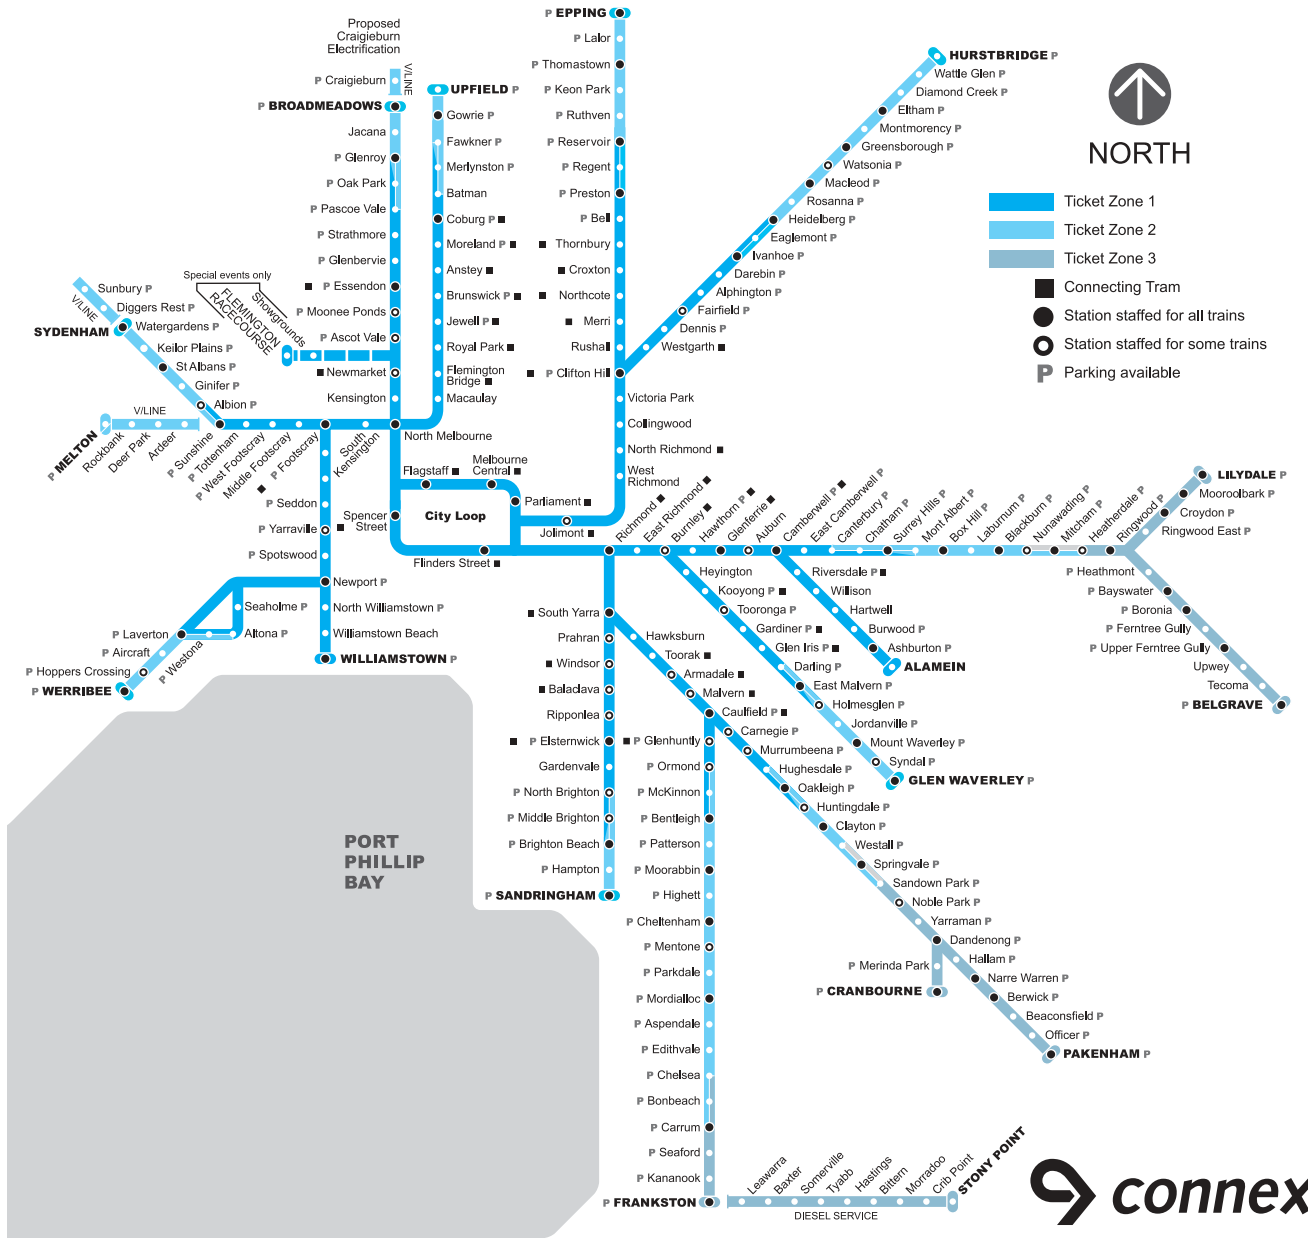 Proposed
Craigieburn
Electrification
P Craigieburn
V/LINE
P BROADMEADOWS
Jacana
P Glenroy
P Oak Park
P Pascoe Vale
P Strathmore
P Glenbervie
P Essendon
P Moonee Ponds
P Ascot Vale
Newmarket
Kensington
Special events only
Showgrounds
FLEMINGTON
RACECOURSE
UPFIELD P
Gowrie P
Fawkner P
Merlynston P
Batman
Coburg P
Moreland P
Anstey
Brunswick P
Jewell P
Royal Park
Flemington
Bridge
Macaulay
North Melbourne
P EPPING
P Lalor
P Thomastown
P Keon Park
P Ruthven
P Reservoir
P Regent
P Preston
P Bell
Thornbury
Croxton
Northcote
Merri
Rushall
P Clifton Hill
Victoria Park
Collingwood
North Richmond
West
Richmond
HURSTBRIDGE P
Wattle Glen P
Diamond Creek P
Eltham P
Montmorency P
Greensborough P
Watsonia P
Macleod P
Rosanna P
Heidelberg P
Eaglemont P
Ivanhoe P
Darebin P
Alphington P
Fairfield P
Dennis P
Westgarth
NORTH
Ticket Zone 1
Ticket Zone 2
Ticket Zone 3
Connecting Tram
Station staffed for all trains
Station staffed for some trains
P Parking available
Sunbury P
Diggers Rest P
V/LINE
SYDENHAM
Watergardens P
Keilor Plains P
St Albans P
Ginifer P
Albion P
V/LINE
P MELTON
Rockbank
Deer Park
Ardeer
P Sunshine
P Tottenham
P West Footscray
Middle Footscray
P Footscray
South
Kensington
P Seddon
P Yarraville
P Spotswood
Newport P
North Williamstown P
Williamstown Beach
WILLIAMSTOWN P
Seaholme P
Altona P
P Westona
P Laverton
P Aircraft
P Hoppers Crossing
P WERRIBEE
Flagstaff
Melbourne
Central
Parliament
City Loop
Spencer
Street
Jolimont
Flinders Street
Richmond
East Richmond
Burnley
Hawthorn P
Glenferrie
Auburn
Camberwell P
East Camberwell P
Canterbury P
Chatham P
Surrey Hills P
Mont Albert P
Box Hill P
Laburnum P
Blackburn P
Nunawading P
Mitcham P
Heatherdale P
Ringwood P
LILYDALE P
Mooroolbark P
Croydon P
Ringwood East P
P Heathmont
P Bayswater
P Boronia
P Ferntree Gully
P Upper Ferntree Gully
Upwey
Tecoma
P BELGRAVE
Riversdale P
Willison
Hartwell
Burwood P
Ashburton P
ALAMEIN
Heyington
Kooyong P
Tooronga P
Gardiner P
Glen Iris P
Darling P
East Malvern P
Holmesglen P
Jordanville P
Mount Waverley P
Syndal P
GLEN WAVERLEY P
South Yarra
Prahran
Windsor
Balaclava
Ripponlea
P Elsternwick
Gardenvale
P North Brighton
P Middle Brighton
P Brighton Beach
P Hampton
P SANDRINGHAM
Hawksburn
Toorak
Armadale
Malvern
Caulfield P
Carnegie P
Murrumbeena P
Hughesdale P
Oakleigh P
Huntingdale P
Clayton P
Westall P
Springvale P
Sandown Park P
Noble Park P
Yarraman P
Dandenong P
Hallam P
Narre Warren P
Berwick P
Beaconsfield P
Officer P
PAKENHAM P
P Merinda Park
P CRANBOURNE
P Glenhuntly
P Ormond
P McKinnon
P Bentleigh
P Patterson
P Moorabbin
P Highett
P Cheltenham
P Mentone
P Parkdale
P Mordialloc
P Aspendale
P Edithvale
P Chelsea
P Bonbeach
P Carrum
P Seaford
P Kananook
P FRANKSTON
Leawarra
Baxter
Somerville
Tyabb
Hastings
Bittern
Morradoo
Crib Point
STONY POINT
DIESEL SERVICE
PORT
PHILLIP
BAY
connex